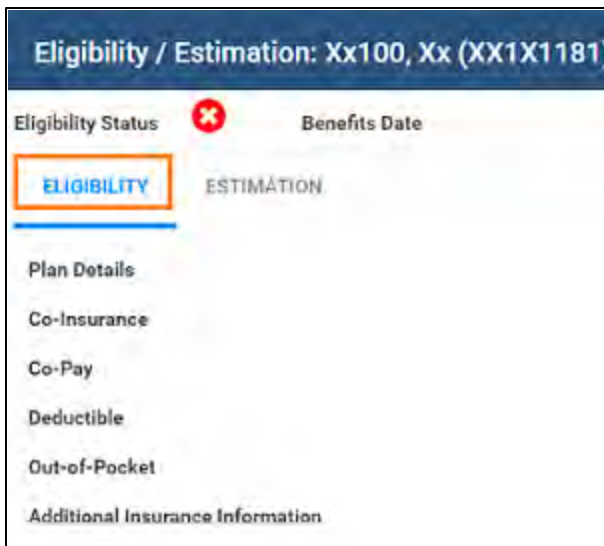 Eligibility / Estimation: Xx100, Xx (XX1X1181)
Eligibility Status Benefits Date
ELIGIBILITY ESTIMATION
Plan Details
Co-Insurance
Co-Pay
Deductible
Out-of-Pocket
Additional Insurance Information